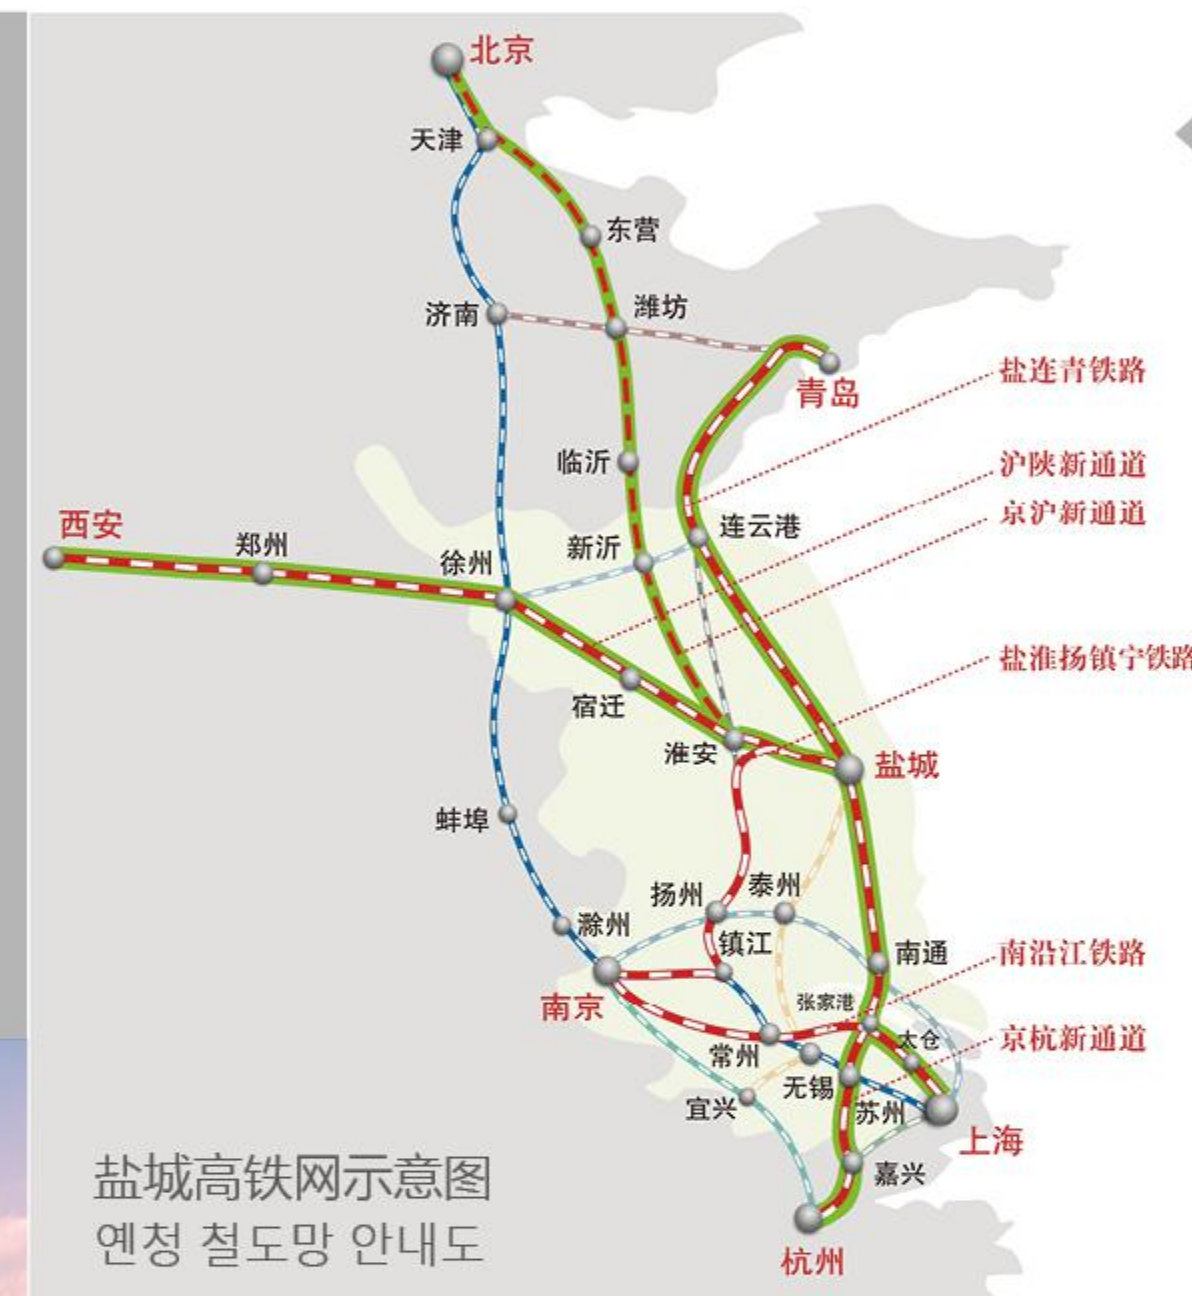 北京
天津
东营
济南
潍坊
青岛
盐连青铁路
临沂
沪陕新通道
西安
郑州
徐州
新沂
连云港
京沪新通道
宿迁
淮安
盐淮扬镇宁铁路
盐城
蚌埠
扬州
泰州
滁州
镇江
南通
南沿江铁路
南京
张家港
常州
太仓
京杭新通道
无锡
宜兴
苏州
上海
嘉兴
盐城高铁网示意图
옌청 철도망 안내도
杭州